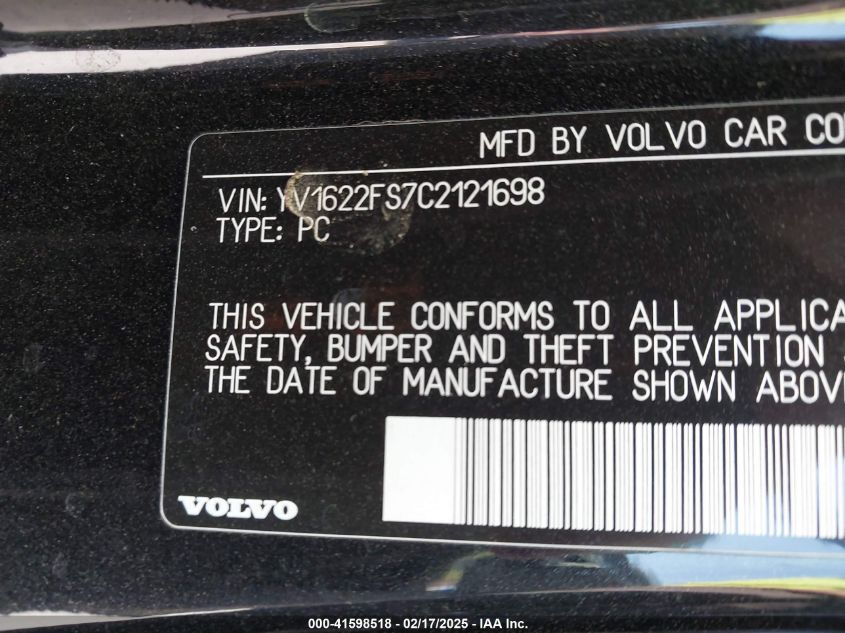 MFD BY VOLVO CAR CO
VIN: YV1622FS7C2121698
TYPE: PC
THIS VEHICLE CONFORMS TO ALL APPLICA
SAFETY, BUMPER AND THEFT PREVENTION
THE DATE OF MANUFACTURE SHOWN ABOVE
VOLVO
000-41598518 - 02/17/2025 - IAA Inc.